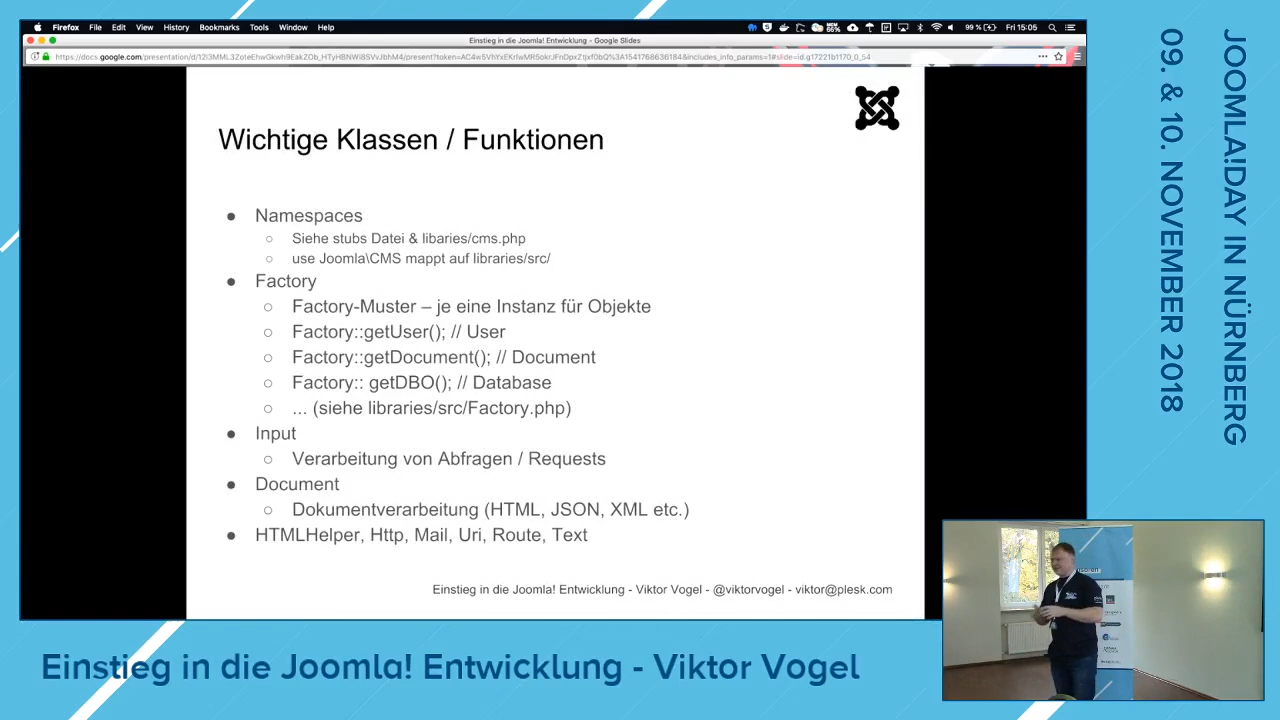 Firefox File Edit View History Bookmarks Tools Window Help
99 % Fri 15:05
Einstieg in die Joomla! Entwicklung - Google Slides
Wichtige Klassen / Funktionen
● Namespaces
○ Siehe stubs Datei & libaries/cms.php
○ use Joomla\CMS mappt auf libraries/src/
● Factory
○ Factory-Muster – je eine Instanz für Objekte
○ Factory::getUser(); // User
○ Factory::getDocument(); // Document
○ Factory:: getDBO(); // Database
○ ... (siehe libraries/src/Factory.php)
● Input
○ Verarbeitung von Abfragen / Requests
● Document
○ Dokumentverarbeitung (HTML, JSON, XML etc.)
● HTMLHelper, Http, Mail, Uri, Route, Text
Einstieg in die Joomla! Entwicklung - Viktor Vogel - @viktorvogel - viktor@plesk.com
JOOMLA!DAY IN NÜRNBERG
09. & 10. NOVEMBER 2018
Einstieg in die Joomla! Entwicklung - Viktor Vogel